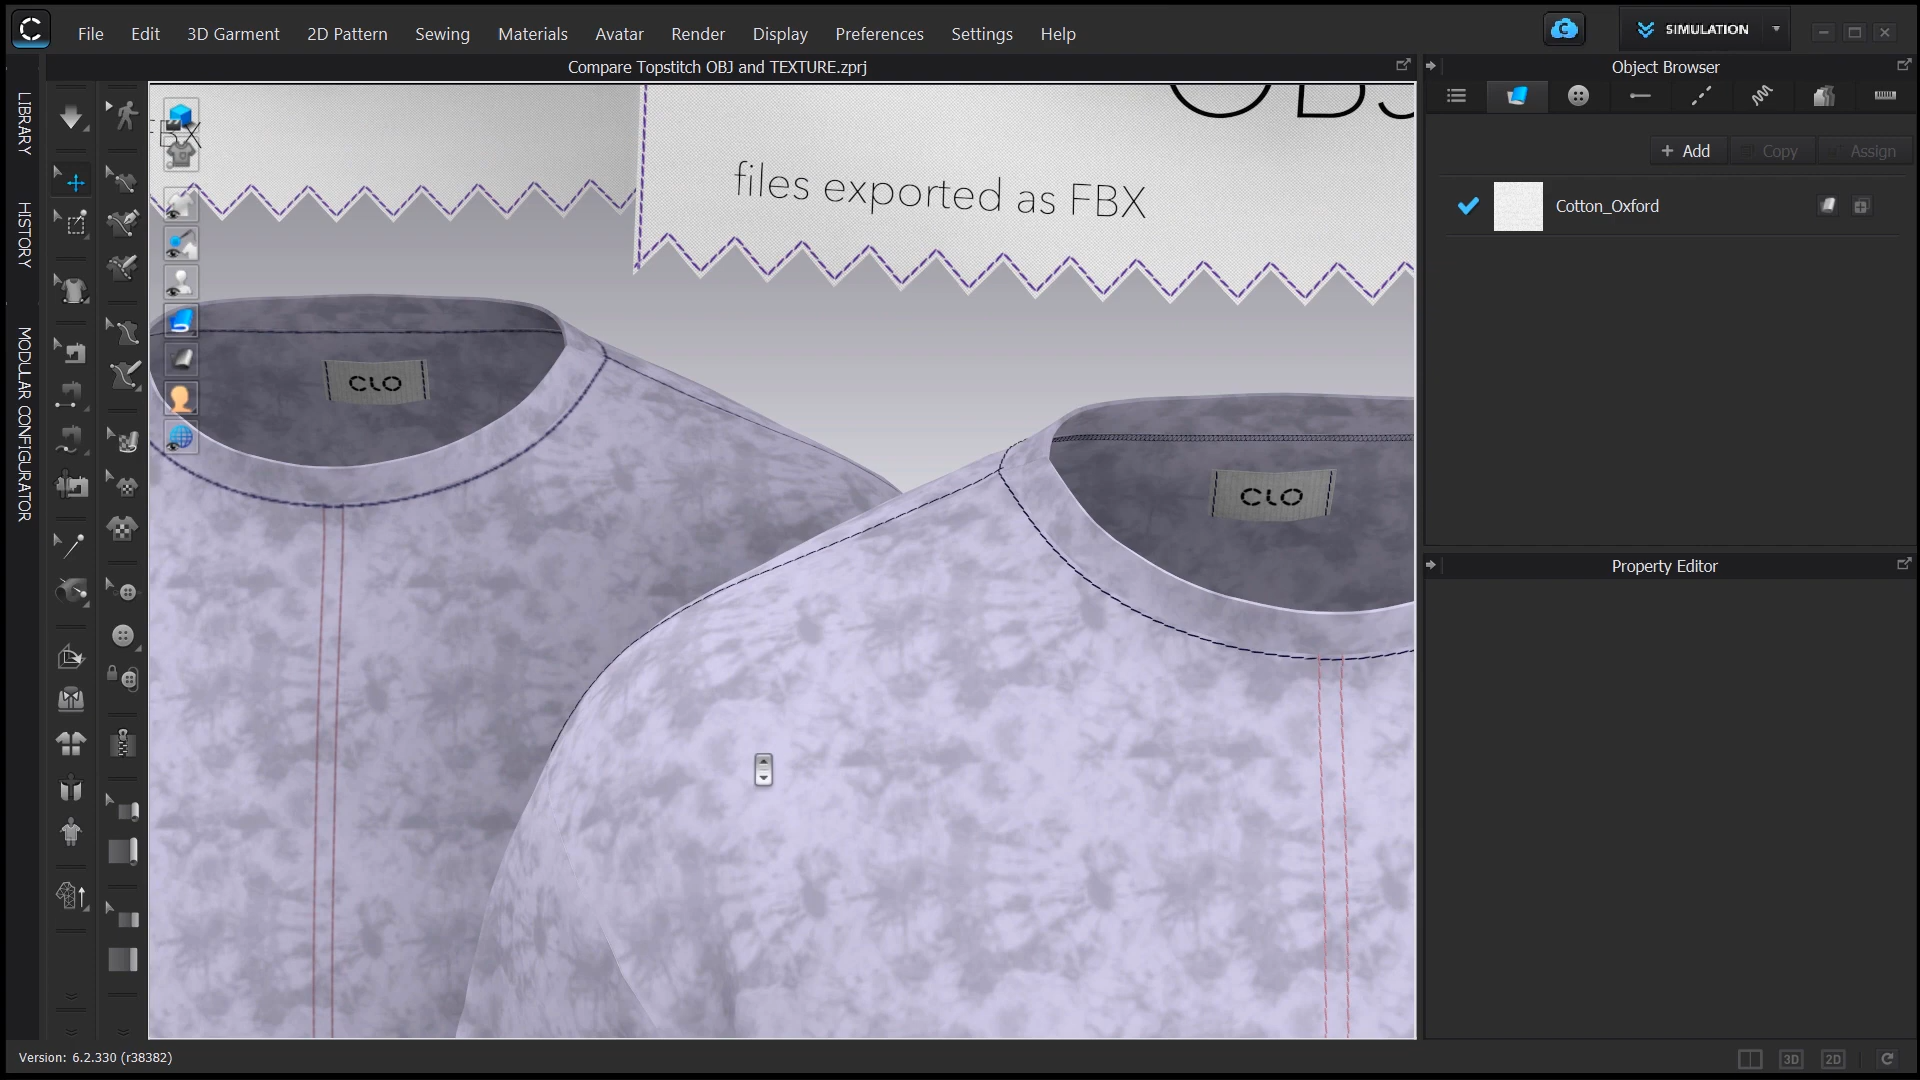 File Edit 3D Garment 2D Pattern Sewing Materials Avatar Render Display Preferences Settings Help
SIMULATION
Compare Topstitch OBJ and TEXTURE.zprj
Object Browser
LIBRARY
HISTORY
MODULAR CONFIGURATOR
FBX
OBJ
files exported as FBX
+ Add Copy Assign
Cotton_Oxford
CLO
CLO
Property Editor
Version: 6.2.330 (r38382)
3D 2D